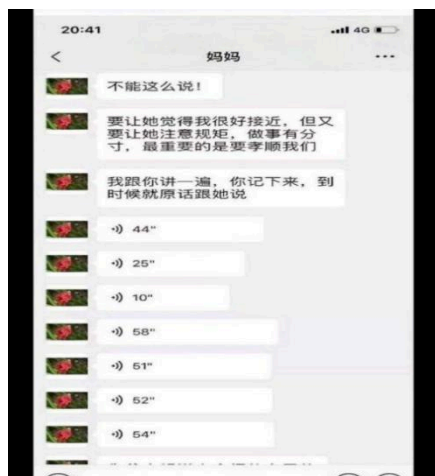 20:41
4G
妈妈
不能这么说！
要让她觉得我很好接近，但又
要让她注意规矩，做事有分
寸，最重要的是要孝顺我们
我跟你讲一遍，你记下来，到
时候就原话跟她说
44"
25"
10"
58"
51"
52"
54"